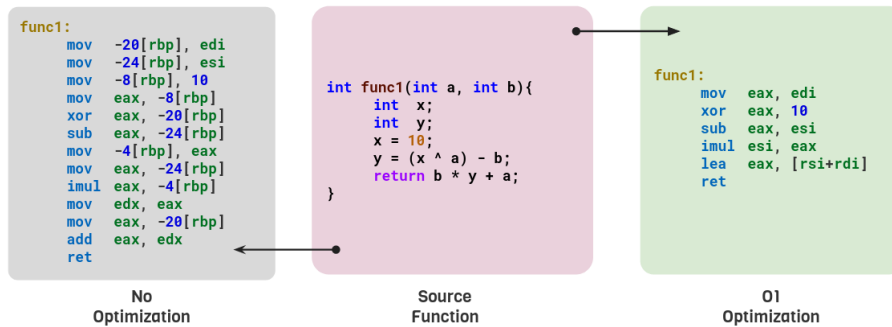 func1:
mov -20[rbp], edi
mov -24[rbp], esi
mov -8[rbp], 10
mov eax, -8[rbp]
xor eax, -20[rbp]
sub eax, -24[rbp]
mov -4[rbp], eax
mov eax, -24[rbp]
imul eax, -4[rbp]
mov edx, eax
mov eax, -20[rbp]
add eax, edx
ret
No
Optimization
int func1(int a, int b){
int x;
int y;
x = 10;
y = (x ^ a) - b;
return b * y + a;
}
Source
Function
func1:
mov eax, edi
xor eax, 10
sub eax, esi
imul esi, eax
lea eax, [rsi+rdi]
ret
O1
Optimization